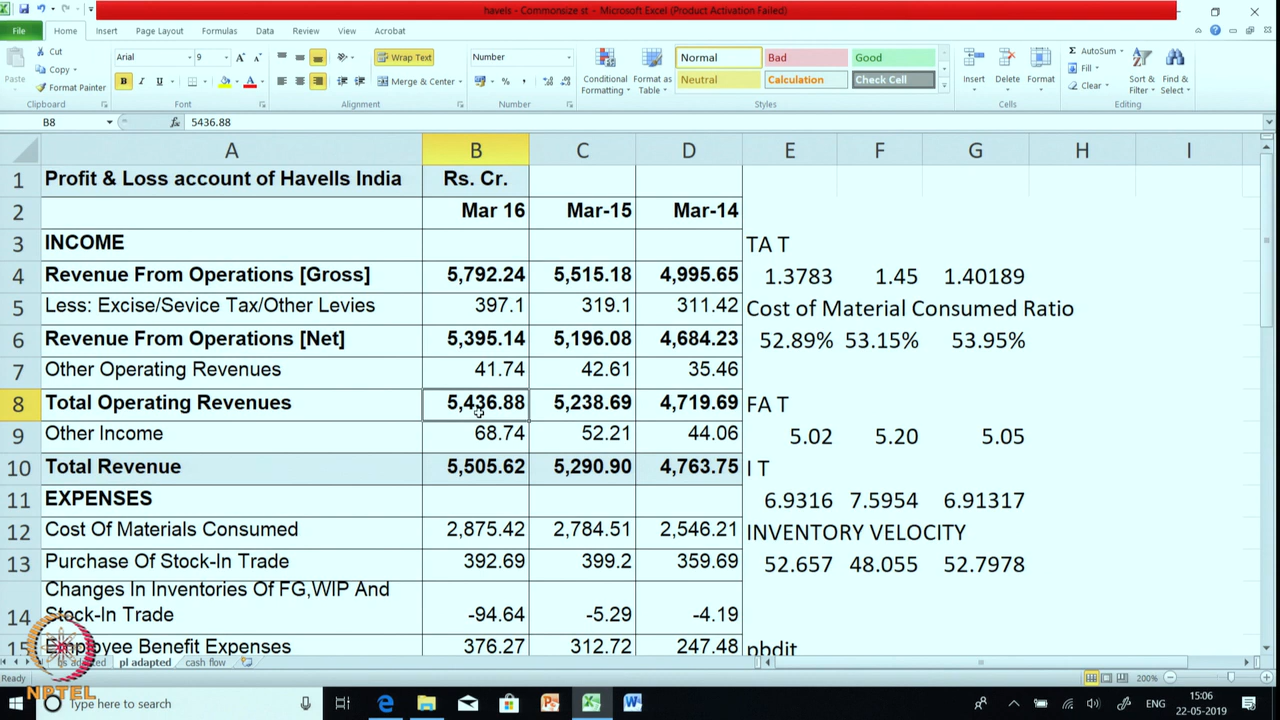 havels - Commonsize st - Microsoft Excel (Product Activation Failed)
File Home Insert Page Layout Formulas Data Review View Acrobat
Cut
Copy
Format Painter
Paste
Clipboard
Arial 9
B I U
Font
Wrap Text
Merge & Center
Alignment
Number
Number
Conditional Formatting
Format as Table
Normal Bad Good
Neutral Calculation Check Cell
Styles
Insert Delete Format
Cells
AutoSum
Fill
Clear
Sort & Filter
Find & Select
Editing
B8 fx 5436.88
A B C D E F G H I
1 Profit & Loss account of Havells India Rs. Cr.
2 Mar 16 Mar-15 Mar-14
3 INCOME TA T
4 Revenue From Operations [Gross] 5,792.24 5,515.18 4,995.65 1.3783 1.45 1.40189
5 Less: Excise/Sevice Tax/Other Levies 397.1 319.1 311.42 Cost of Material Consumed Ratio
6 Revenue From Operations [Net] 5,395.14 5,196.08 4,684.23 52.89% 53.15% 53.95%
7 Other Operating Revenues 41.74 42.61 35.46
8 Total Operating Revenues 5,436.88 5,238.69 4,719.69 FA T
9 Other Income 68.74 52.21 44.06 5.02 5.20 5.05
10 Total Revenue 5,505.62 5,290.90 4,763.75 I T
11 EXPENSES 6.9316 7.5954 6.91317
12 Cost Of Materials Consumed 2,875.42 2,784.51 2,546.21 INVENTORY VELOCITY
13 Purchase Of Stock-In Trade 392.69 399.2 359.69 52.657 48.055 52.7978
Changes In Inventories Of FG,WIP And
14 Stock-In Trade -94.64 -5.29 -4.19
15 Employee Benefit Expenses 376.27 312.72 247.48 pbdit
pl adapted cash flow
Ready 200%
NPTEL
Type here to search
ENG
15:06
22-05-2019